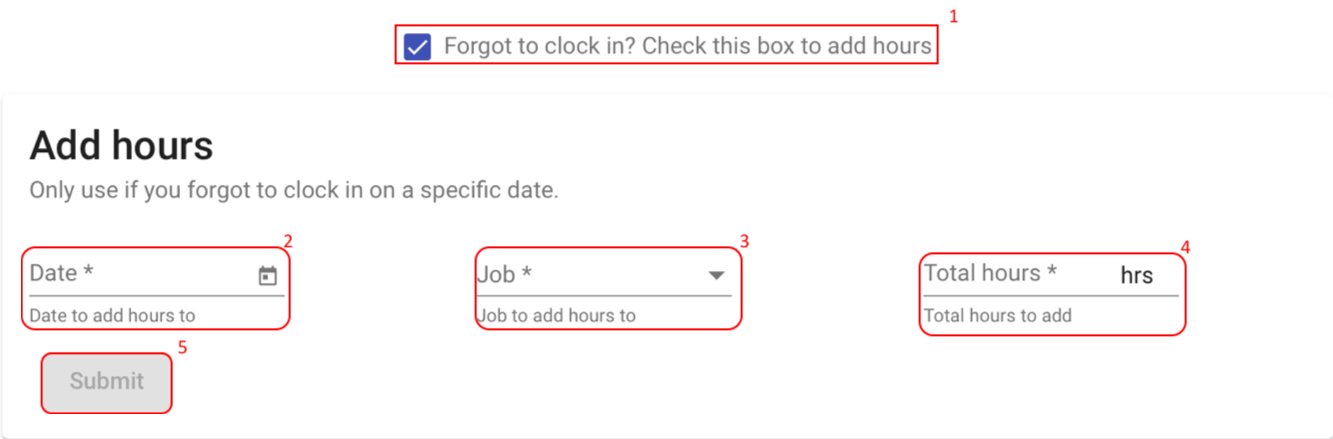 1
Forgot to clock in? Check this box to add hours
Add hours
Only use if you forgot to clock in on a specific date.
2
3
4
Date *
Job *
Total hours * hrs
Date to add hours to
Job to add hours to
Total hours to add
5
Submit